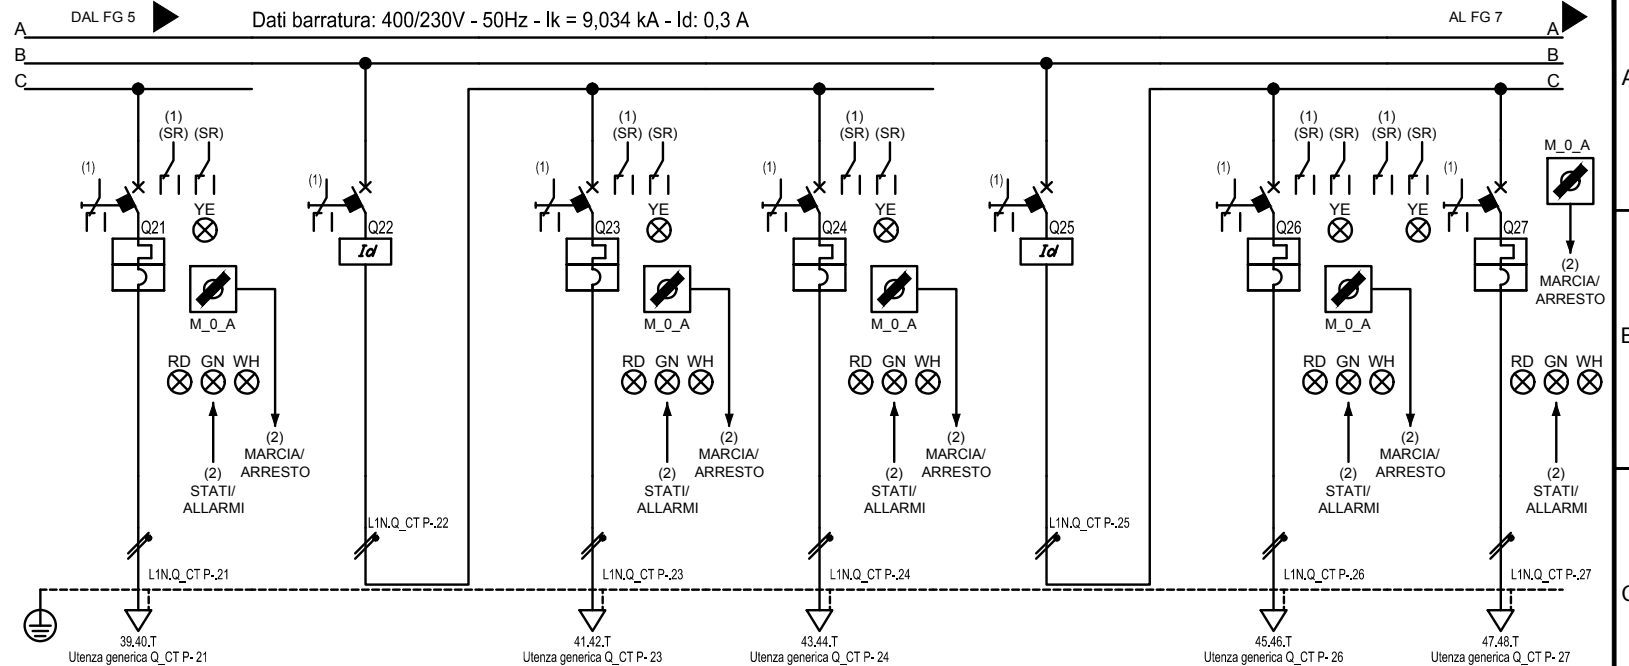 DAL FG 5
Dati barratura: 400/230V - 50Hz - Ik = 9,034 kA - Id: 0,3 A
AL FG 7
A
A
B
B
C
C
A
B
C
(1)
(SR) (SR)
(1)
YE
Q21
M_0_A
RD GN WH
(2)
MARCIA/
ARRESTO
(2)
STATI/
ALLARMI
L1N.Q_CT P-.21
39.40.T
Utenza generica Q_CT P- 21
(1)
Q22
Id
L1N.Q_CT P-.22
(1)
(SR) (SR)
(1)
YE
Q23
M_0_A
RD GN WH
(2)
MARCIA/
ARRESTO
(2)
STATI/
ALLARMI
L1N.Q_CT P-.23
41.42.T
Utenza generica Q_CT P- 23
(1)
(SR) (SR)
(1)
YE
Q24
M_0_A
RD GN WH
(2)
MARCIA/
ARRESTO
(2)
STATI/
ALLARMI
L1N.Q_CT P-.24
43.44.T
Utenza generica Q_CT P- 24
(1)
Q25
Id
L1N.Q_CT P-.25
(1)
(SR) (SR)
(1)
YE
Q26
M_0_A
RD GN WH
(2)
MARCIA/
ARRESTO
(2)
STATI/
ALLARMI
L1N.Q_CT P-.26
45.46.T
Utenza generica Q_CT P- 26
(1)
(SR) (SR)
(1)
YE
Q27
M_0_A
(2)
MARCIA/
ARRESTO
RD GN WH
(2)
STATI/
ALLARMI
L1N.Q_CT P-.27
47.48.T
Utenza generica Q_CT P- 27